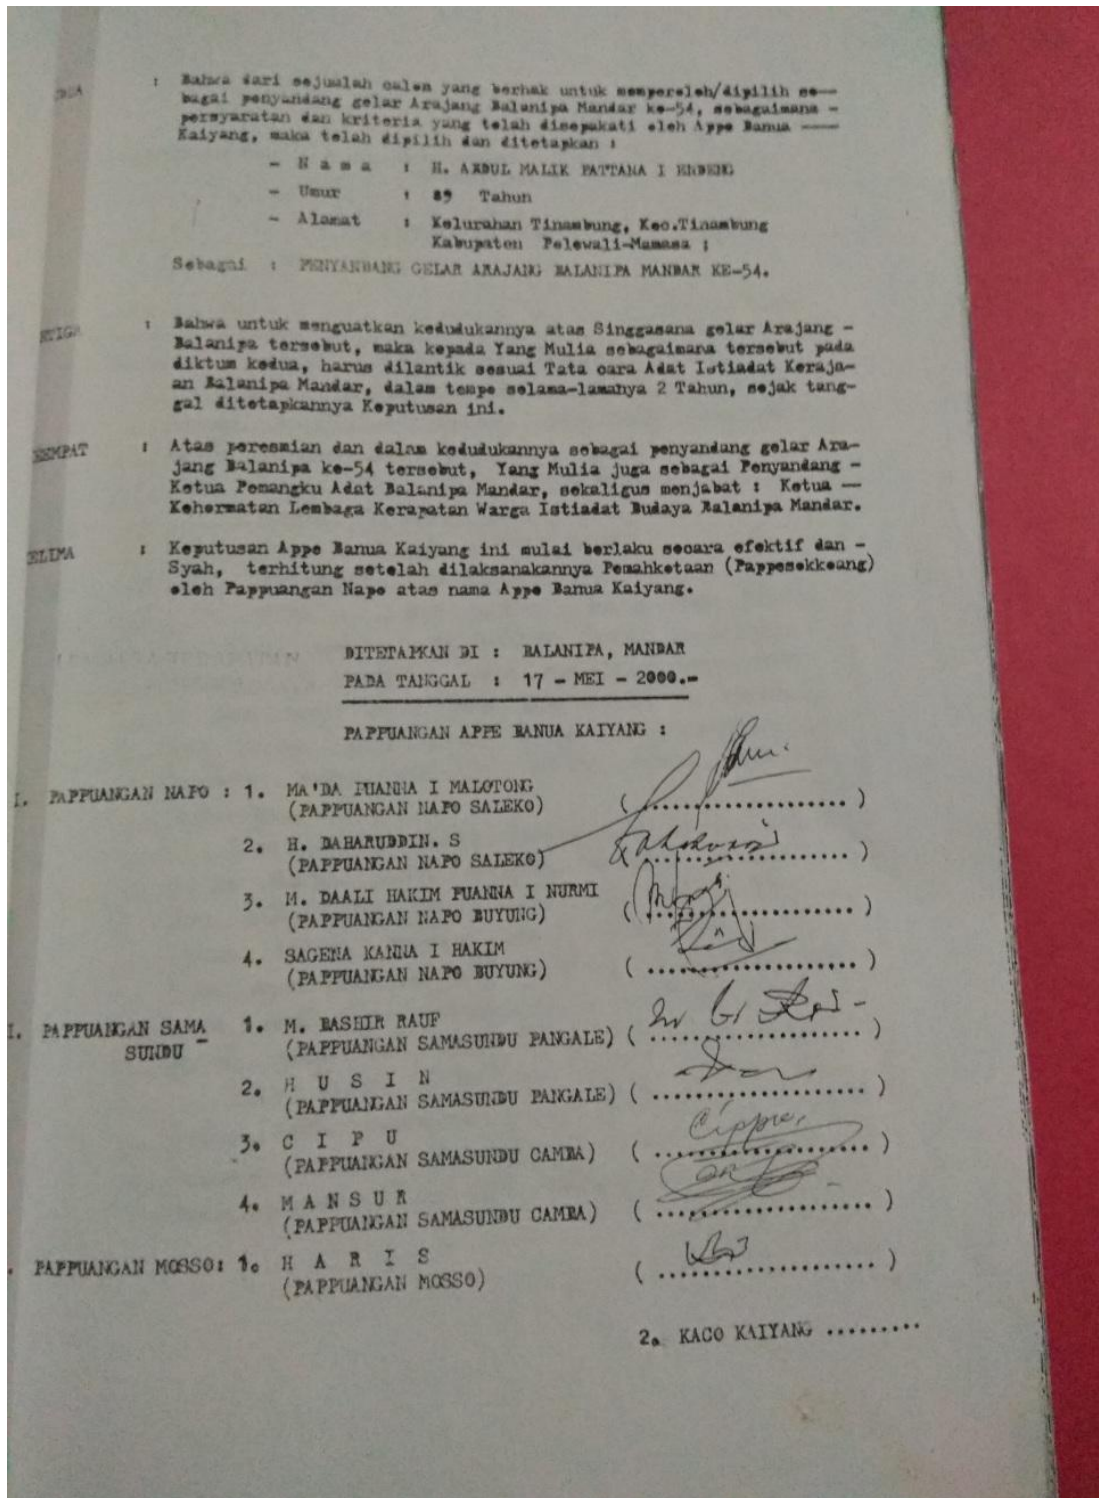 : Bahwa dari sejumlah calon yang berhak untuk memperoleh/dipilih se--
bagai penyandang gelar Arajang Balanipa Mandar ke-54, sebagaimana -
persyaratan dan kriteria yang telah disepakati oleh Appe Banua ----
Kaiyang, maka telah dipilih dan ditetapkan :
- N a m a : H. ABDUL MALIK PATTANA I ENDENG
- Umur : 89 Tahun
- Alamat : Kelurahan Tinambung, Kec.Tinambung
Kabupaten Polewali-Mamasa ;
Sebagai : PENYANDANG GELAR ARAJANG BALANIPA MANDAR KE-54.
ETIGA : Bahwa untuk menguatkan kedudukannya atas Singgasana gelar Arajang -
Balanipa tersebut, maka kepada Yang Mulia sebagaimana tersebut pada
diktum kedua, harus dilantik sesuai Tata cara Adat Istiadat Keraja-
an Balanipa Mandar, dalam tempo selama-lamanya 2 Tahun, sejak tang-
gal ditetapkannya Keputusan ini.
EEMPAT : Atas peresmian dan dalam kedudukannya sebagai penyandang gelar Ara-
jang Balanipa ke-54 tersebut, Yang Mulia juga sebagai Penyandang -
Ketua Pemangku Adat Balanipa Mandar, sekaligus menjabat : Ketua --
Kehormatan Lembaga Kerapatan Warga Istiadat Budaya Balanipa Mandar.
ELIMA : Keputusan Appe Banua Kaiyang ini mulai berlaku secara efektif dan -
Syah, terhitung setelah dilaksanakannya Pemahketaan (Pappesekkeang)
oleh Pappuangan Napo atas nama Appe Banua Kaiyang.
DITETAPKAN DI : BALANIPA, MANDAR
PADA TANGGAL : 17 - MEI - 2000.-
PAPPUANGAN APPE BANUA KAIYANG :
I. PAPPUANGAN NAPO : 1. MA'DA PUANNA I MALOTONG
(PAPPUANGAN NAPO SALEKO) (...................)
2. H. BAHARUDDIN. S
(PAPPUANGAN NAPO SALEKO) (...................)
3. M. DAALI HAKIM PUANNA I NURMI
(PAPPUANGAN NAPO BUYUNG) (...................)
4. SAGENA KANNA I HAKIM
(PAPPUANGAN NAPO BUYUNG) (...................)
I. PAPPUANGAN SAMA 1. M. BASHIR RAUF
SUNDU - (PAPPUANGAN SAMASUNDU PANGALE) (...................)
2. H U S I N
(PAPPUANGAN SAMASUNDU PANGALE) (...................)
3. C I P U Cippu
(PAPPUANGAN SAMASUNDU CAMBA) (...................)
4. M A N S U R
(PAPPUANGAN SAMASUNDU CAMBA) (...................)
. PAPPUANGAN MOSSO: 1. H A R I S
(PAPPUANGAN MOSSO) (...................)
2. KACO KAIYANG .........